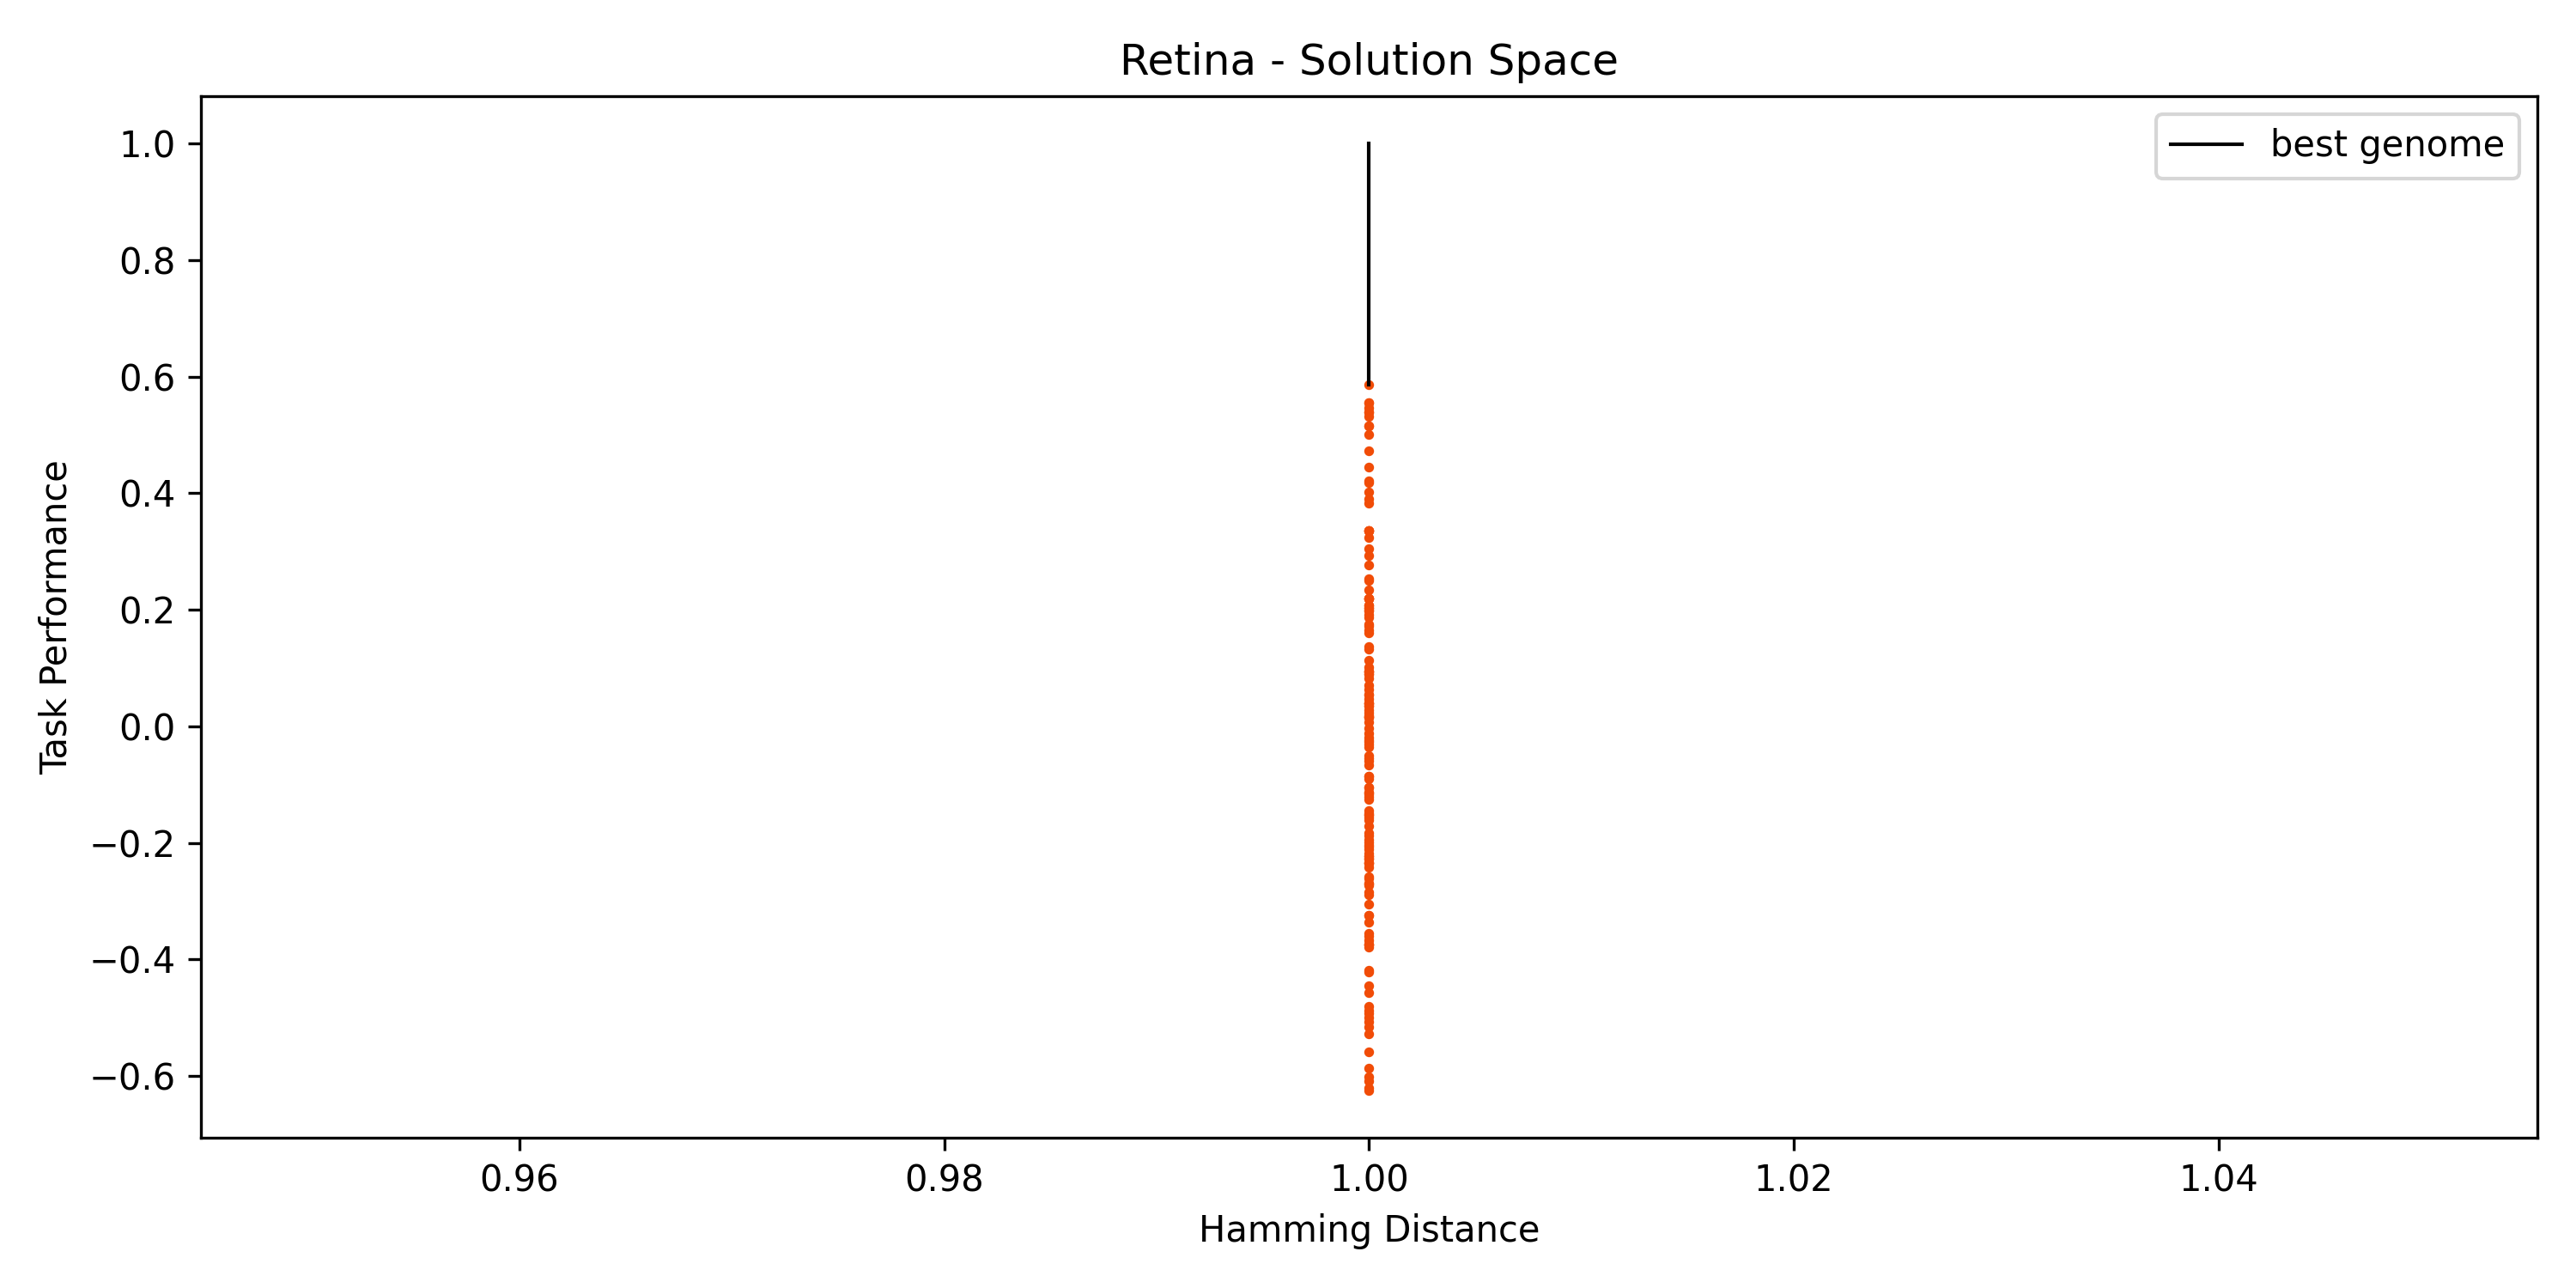 Retina - Solution Space
best genome
1.0
0.8
0.6
0.4
0.2
0.0
−0.2
−0.4
−0.6
Task Performance
0.96 0.98 1.00 1.02 1.04
Hamming Distance